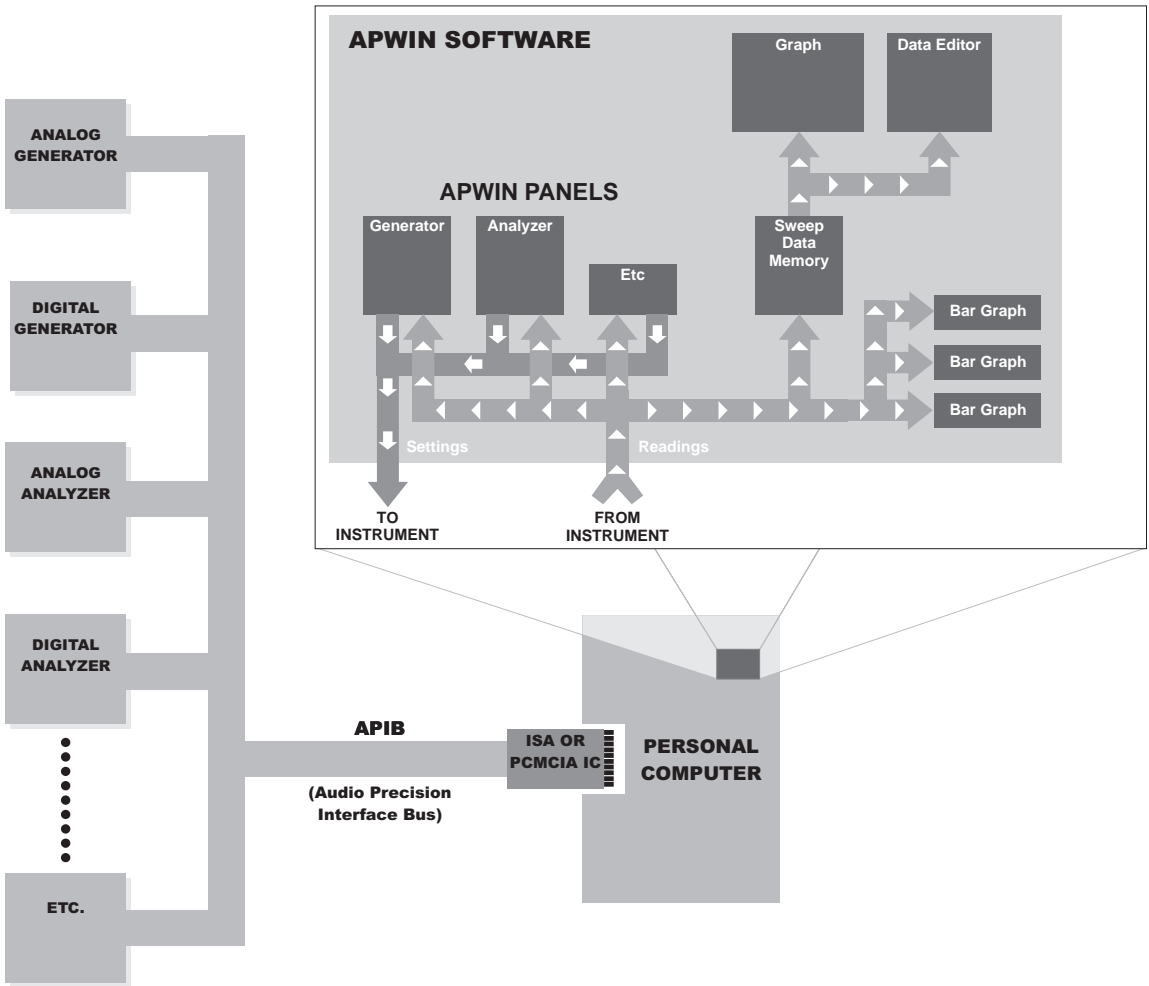 APWIN SOFTWARE
Graph
Data Editor
APWIN PANELS
Generator
Analyzer
Etc
Sweep
Data
Memory
Bar Graph
Bar Graph
Bar Graph
Settings
Readings
TO
INSTRUMENT
FROM
INSTRUMENT
ANALOG
GENERATOR
DIGITAL
GENERATOR
ANALOG
ANALYZER
DIGITAL
ANALYZER
ETC.
APIB
(Audio Precision
Interface Bus)
ISA OR
PCMCIA IC
PERSONAL
COMPUTER